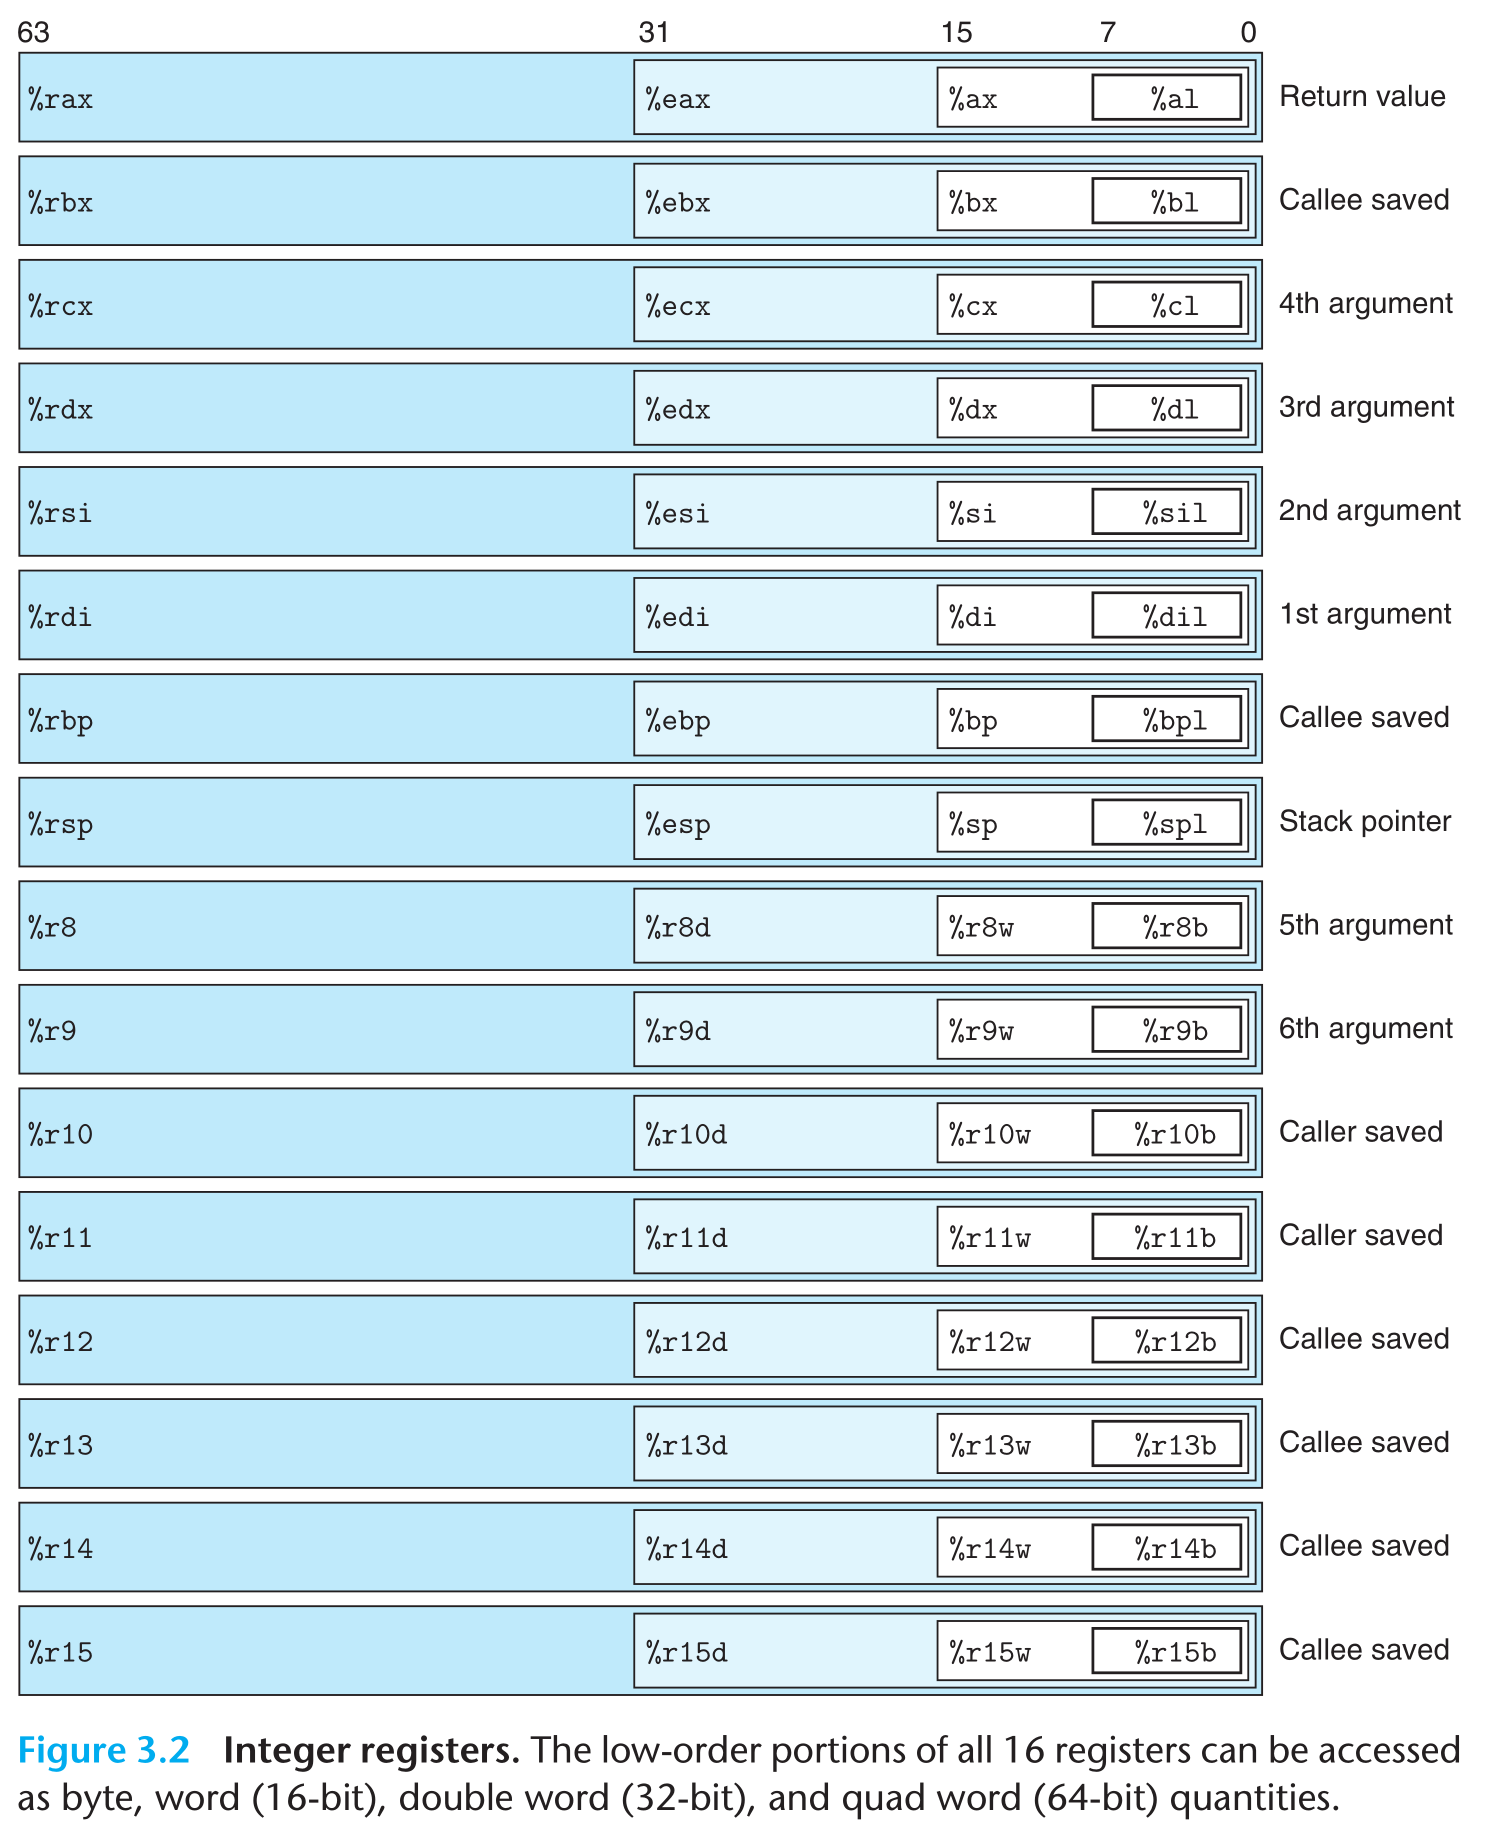 63 31 15 7 0
%rax %eax %ax %al Return value
%rbx %ebx %bx %bl Callee saved
%rcx %ecx %cx %cl 4th argument
%rdx %edx %dx %dl 3rd argument
%rsi %esi %si %sil 2nd argument
%rdi %edi %di %dil 1st argument
%rbp %ebp %bp %bpl Callee saved
%rsp %esp %sp %spl Stack pointer
%r8 %r8d %r8w %r8b 5th argument
%r9 %r9d %r9w %r9b 6th argument
%r10 %r10d %r10w %r10b Caller saved
%r11 %r11d %r11w %r11b Caller saved
%r12 %r12d %r12w %r12b Callee saved
%r13 %r13d %r13w %r13b Callee saved
%r14 %r14d %r14w %r14b Callee saved
%r15 %r15d %r15w %r15b Callee saved
Figure 3.2 Integer registers. The low-order portions of all 16 registers can be accessed
as byte, word (16-bit), double word (32-bit), and quad word (64-bit) quantities.